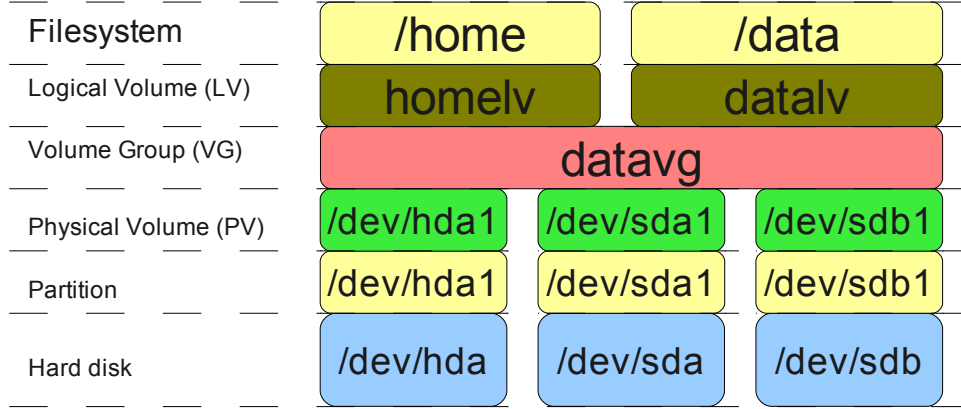 Filesystem /home /data
Logical Volume (LV) homelv datalv
Volume Group (VG) datavg
Physical Volume (PV) /dev/hda1 /dev/sda1 /dev/sdb1
Partition /dev/hda1 /dev/sda1 /dev/sdb1
Hard disk /dev/hda /dev/sda /dev/sdb